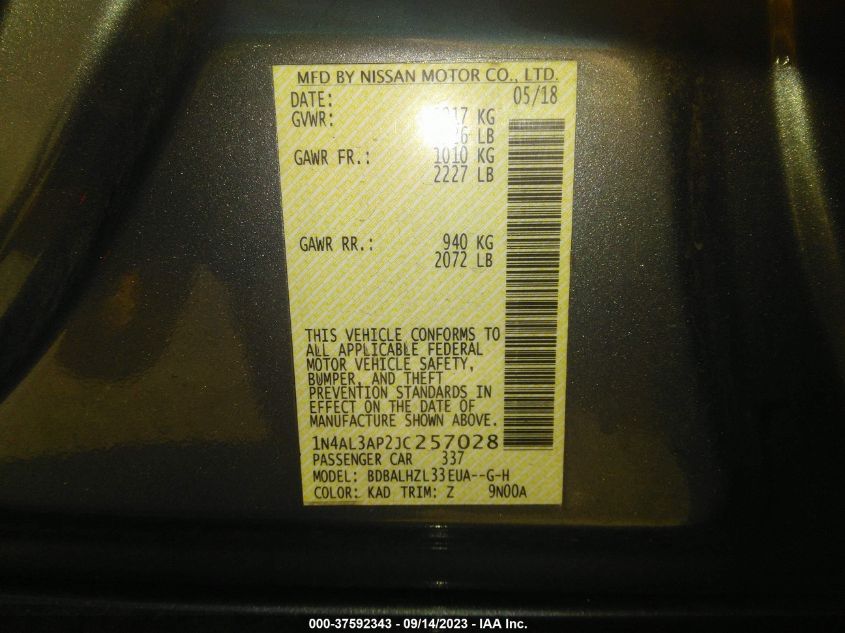 MFD BY NISSAN MOTOR CO., LTD.
DATE: 05/18
GVWR: KG
LB
GAWR FR.: 1010 KG
2227 LB
GAWR RR.: 940 KG
2072 LB
THIS VEHICLE CONFORMS TO
ALL APPLICABLE FEDERAL
MOTOR VEHICLE SAFETY,
BUMPER, AND THEFT
PREVENTION STANDARDS IN
EFFECT ON THE DATE OF
MANUFACTURE SHOWN ABOVE.
1N4AL3AP2JC257028
PASSENGER CAR 337
MODEL: BDBALHZL33EUA--G-H
COLOR: KAD TRIM: Z 9N00A
000-37592343 - 09/14/2023 - IAA Inc.